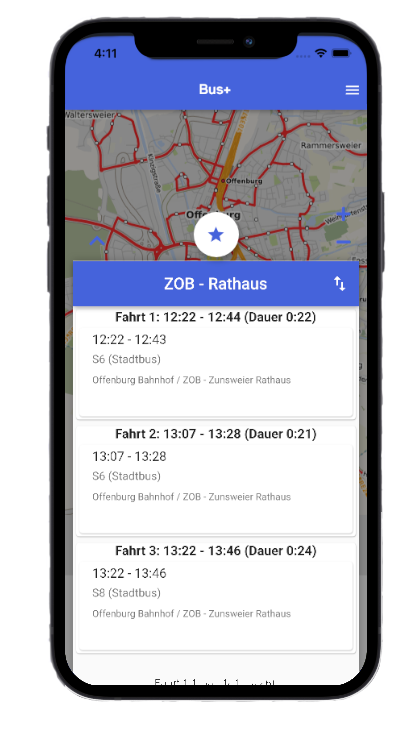 4:11
Bus+
Waltersweier
Rammersweier
Kinzigstraße
Offenburg
ZOB - Rathaus
Fahrt 1: 12:22 - 12:44 (Dauer 0:22)
12:22 - 12:43
S6 (Stadtbus)
Offenburg Bahnhof / ZOB - Zunsweier Rathaus
Fahrt 2: 13:07 - 13:28 (Dauer 0:21)
13:07 - 13:28
S6 (Stadtbus)
Offenburg Bahnhof / ZOB - Zunsweier Rathaus
Fahrt 3: 13:22 - 13:46 (Dauer 0:24)
13:22 - 13:46
S8 (Stadtbus)
Offenburg Bahnhof / ZOB - Zunsweier Rathaus